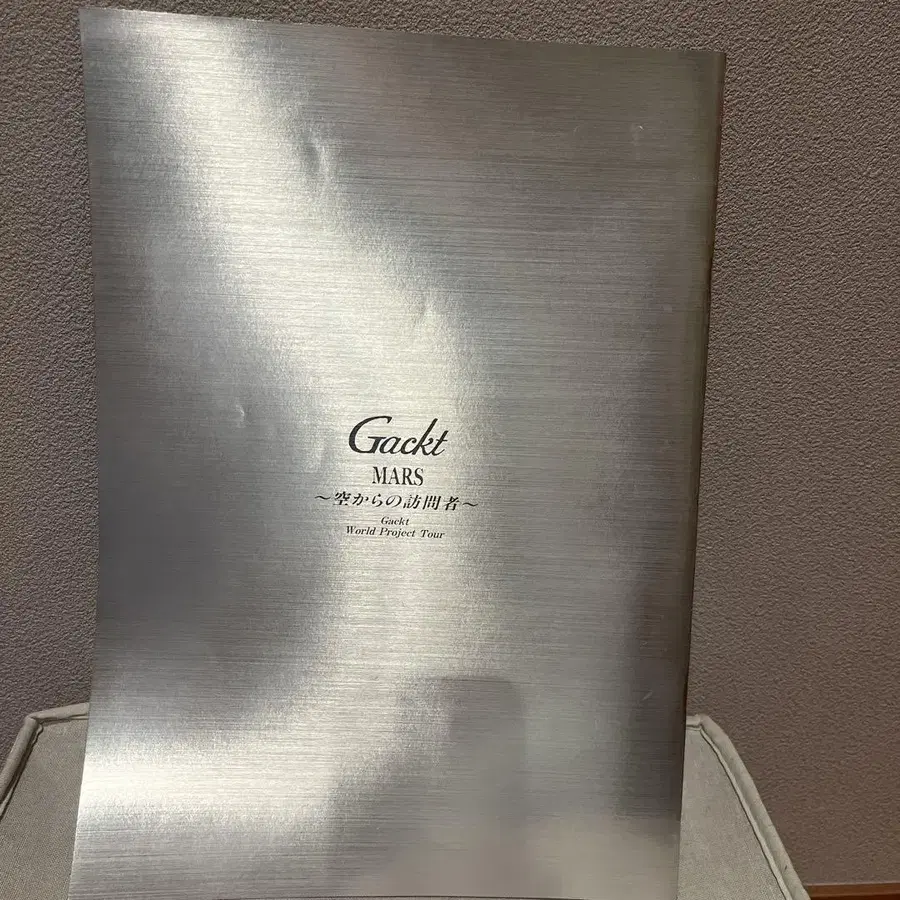 Gackt
MARS
～空からの訪問者～
Gackt
World Project Tour